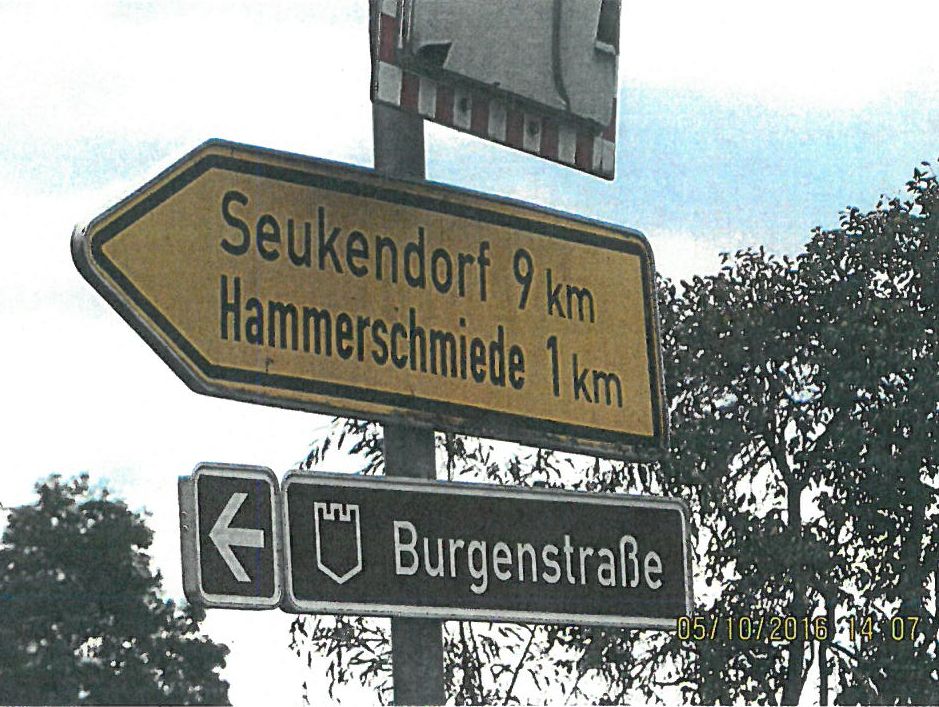 Seukendorf 9 km
Hammerschmiede 1 km
Burgenstraße
05/10/2016 14 07